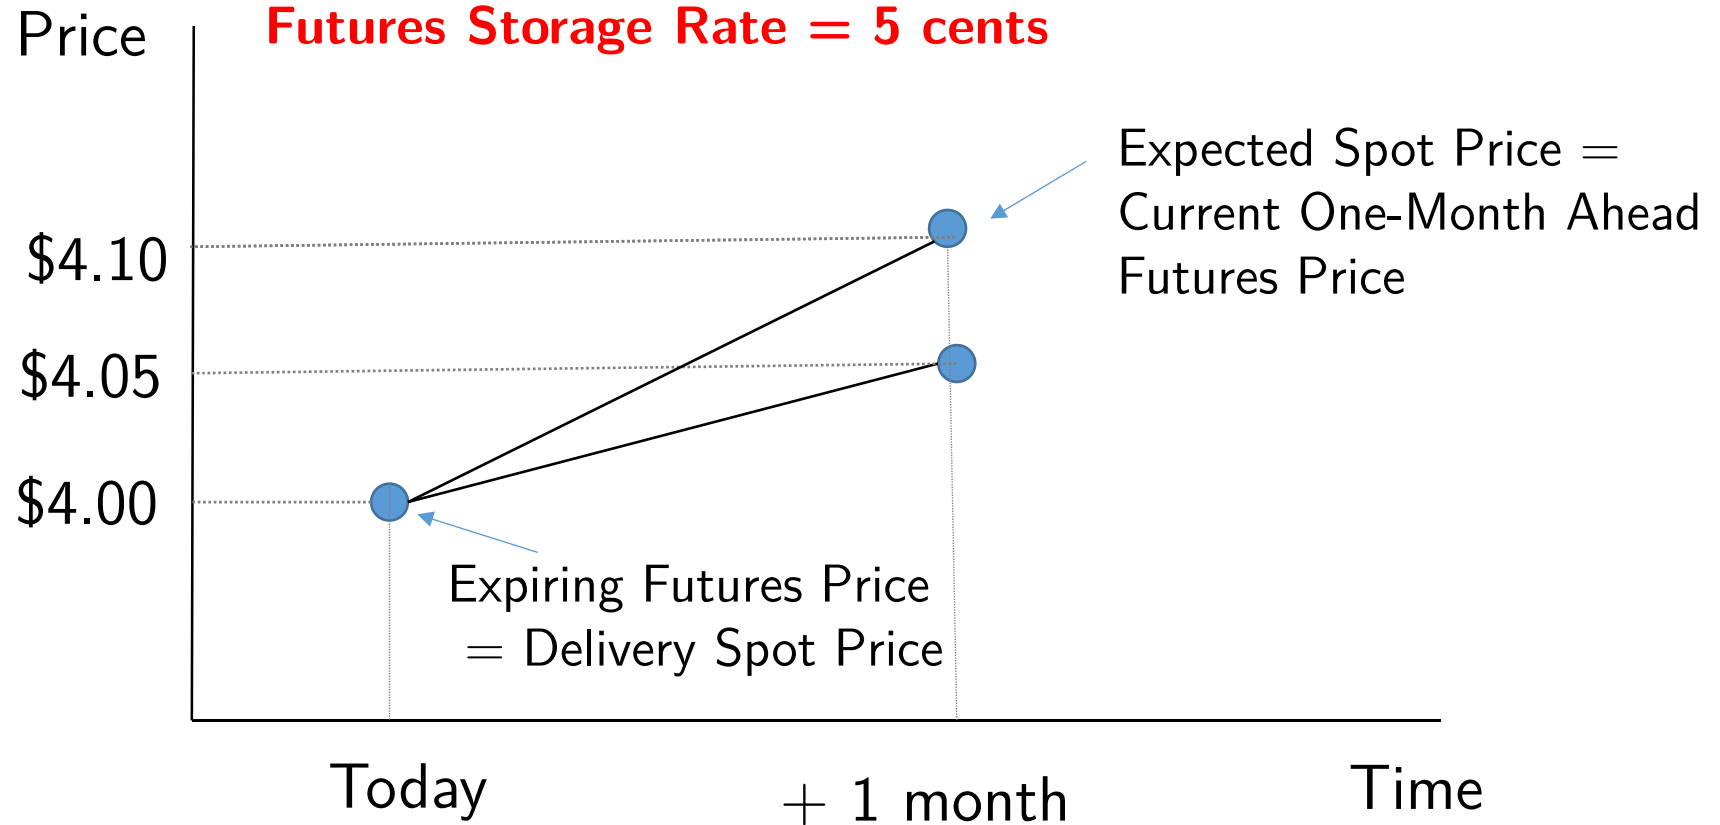 Futures Storage Rate = 5 cents
Price
Expected Spot Price =
Current One-Month Ahead
Futures Price
$4.10
$4.05
$4.00
Expiring Futures Price
= Delivery Spot Price
Today
+ 1 month
Time